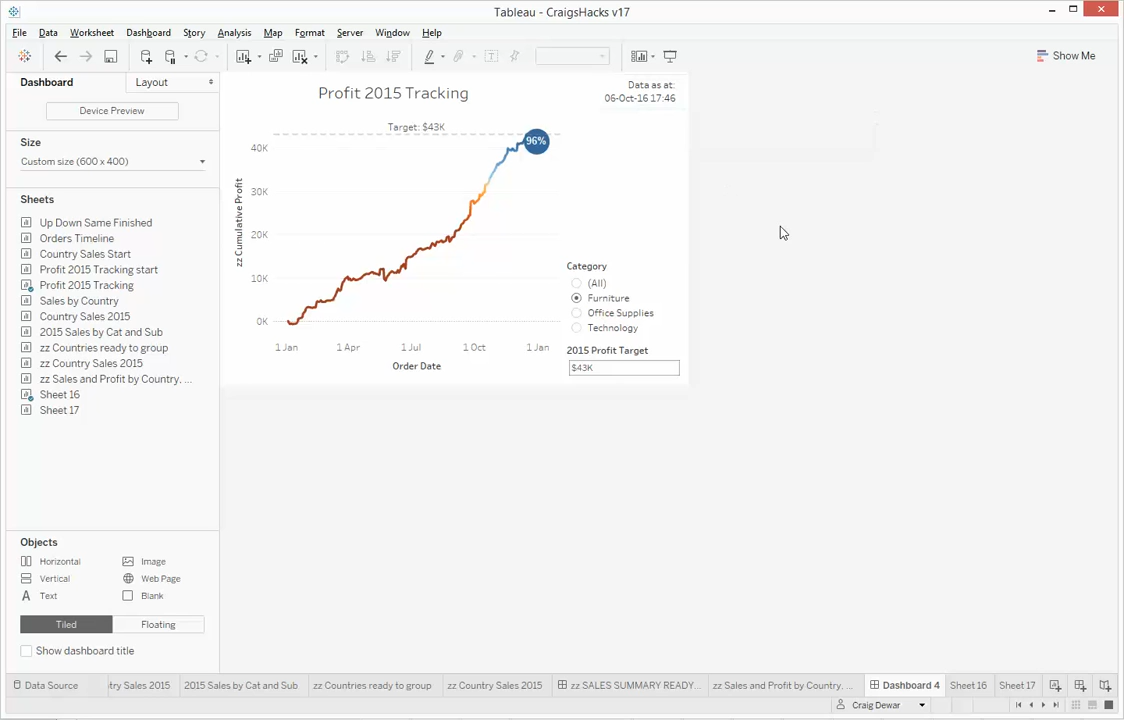 Tableau - CraigsHacks v17
File Data Worksheet Dashboard Story Analysis Map Format Server Window Help
Show Me
Dashboard Layout
Device Preview
Size
Custom size (600 x 400)
Sheets
Up Down Same Finished
Orders Timeline
Country Sales Start
Profit 2015 Tracking start
Profit 2015 Tracking
Sales by Country
Country Sales 2015
2015 Sales by Cat and Sub
zz Countries ready to group
zz Country Sales 2015
zz Sales and Profit by Country. ...
Sheet 16
Sheet 17
Objects
Horizontal Image
Vertical Web Page
Text Blank
Tiled Floating
Show dashboard title
Profit 2015 Tracking
Data as at:
06-Oct-16 17:46
Target: $43K
96%
40K
30K
20K
10K
0K
zz Cumulative Profit
1 Jan 1 Apr 1 Jul 1 Oct 1 Jan
Order Date
Category
(All)
Furniture
Office Supplies
Technology
2015 Profit Target
$43K
Data Source try Sales 2015 2015 Sales by Cat and Sub zz Countries ready to group zz Country Sales 2015 zz SALES SUMMARY READY... zz Sales and Profit by Country. ... Dashboard 4 Sheet 16 Sheet 17
Craig Dewar